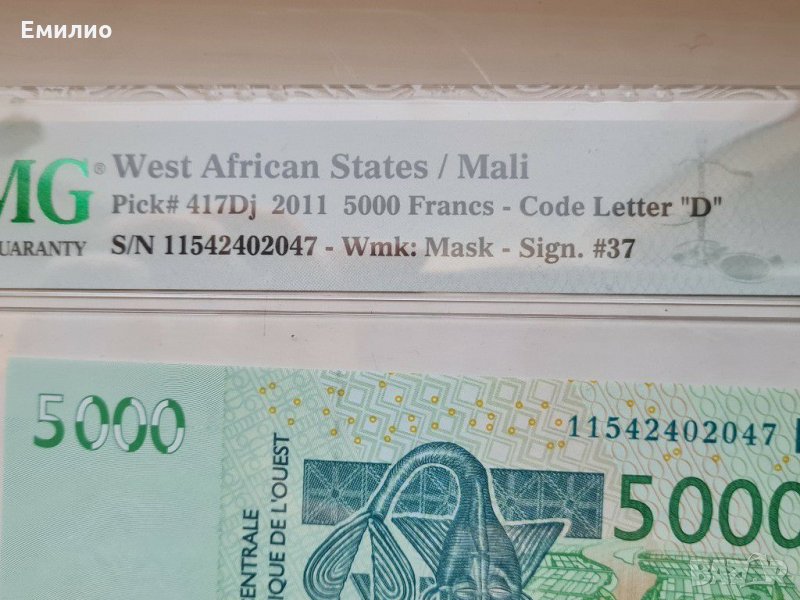 Емилио
MG® West African States / Mali
Pick# 417Dj 2011 5000 Francs - Code Letter "D"
UARANTY S/N 11542402047 - Wmk: Mask - Sign. #37
5000
11542402047
5000
ENTRALE
IQUE DE L'OUEST